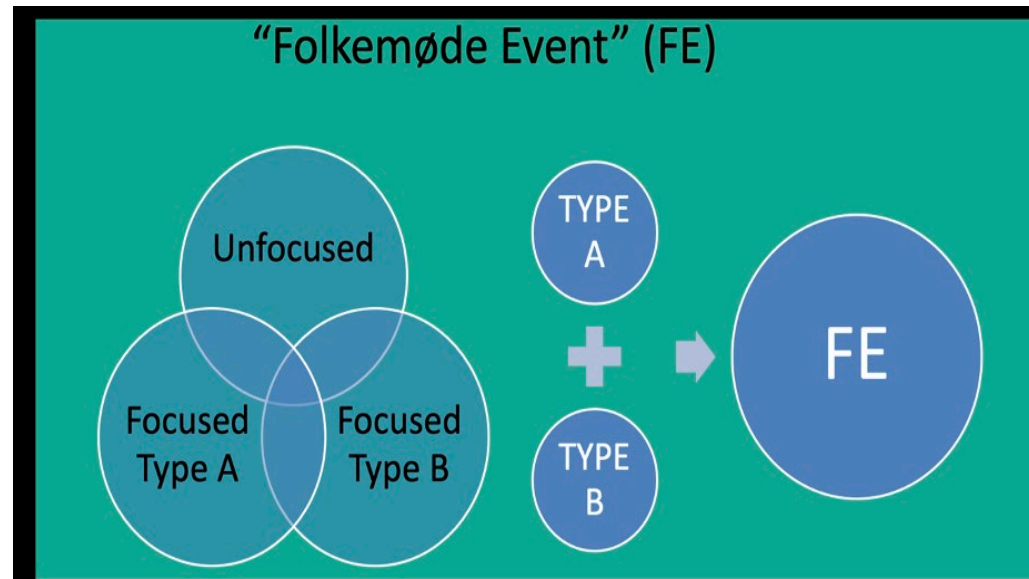 “Folkemøde Event” (FE)
Unfocused
Focused
Type A
Focused
Type B
TYPE
A
TYPE
B
FE